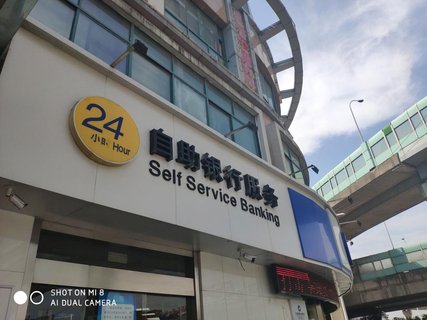 24
小时 Hour
自助银行服务
Self Service Banking
SHOT ON MI 8
AI DUAL CAMERA